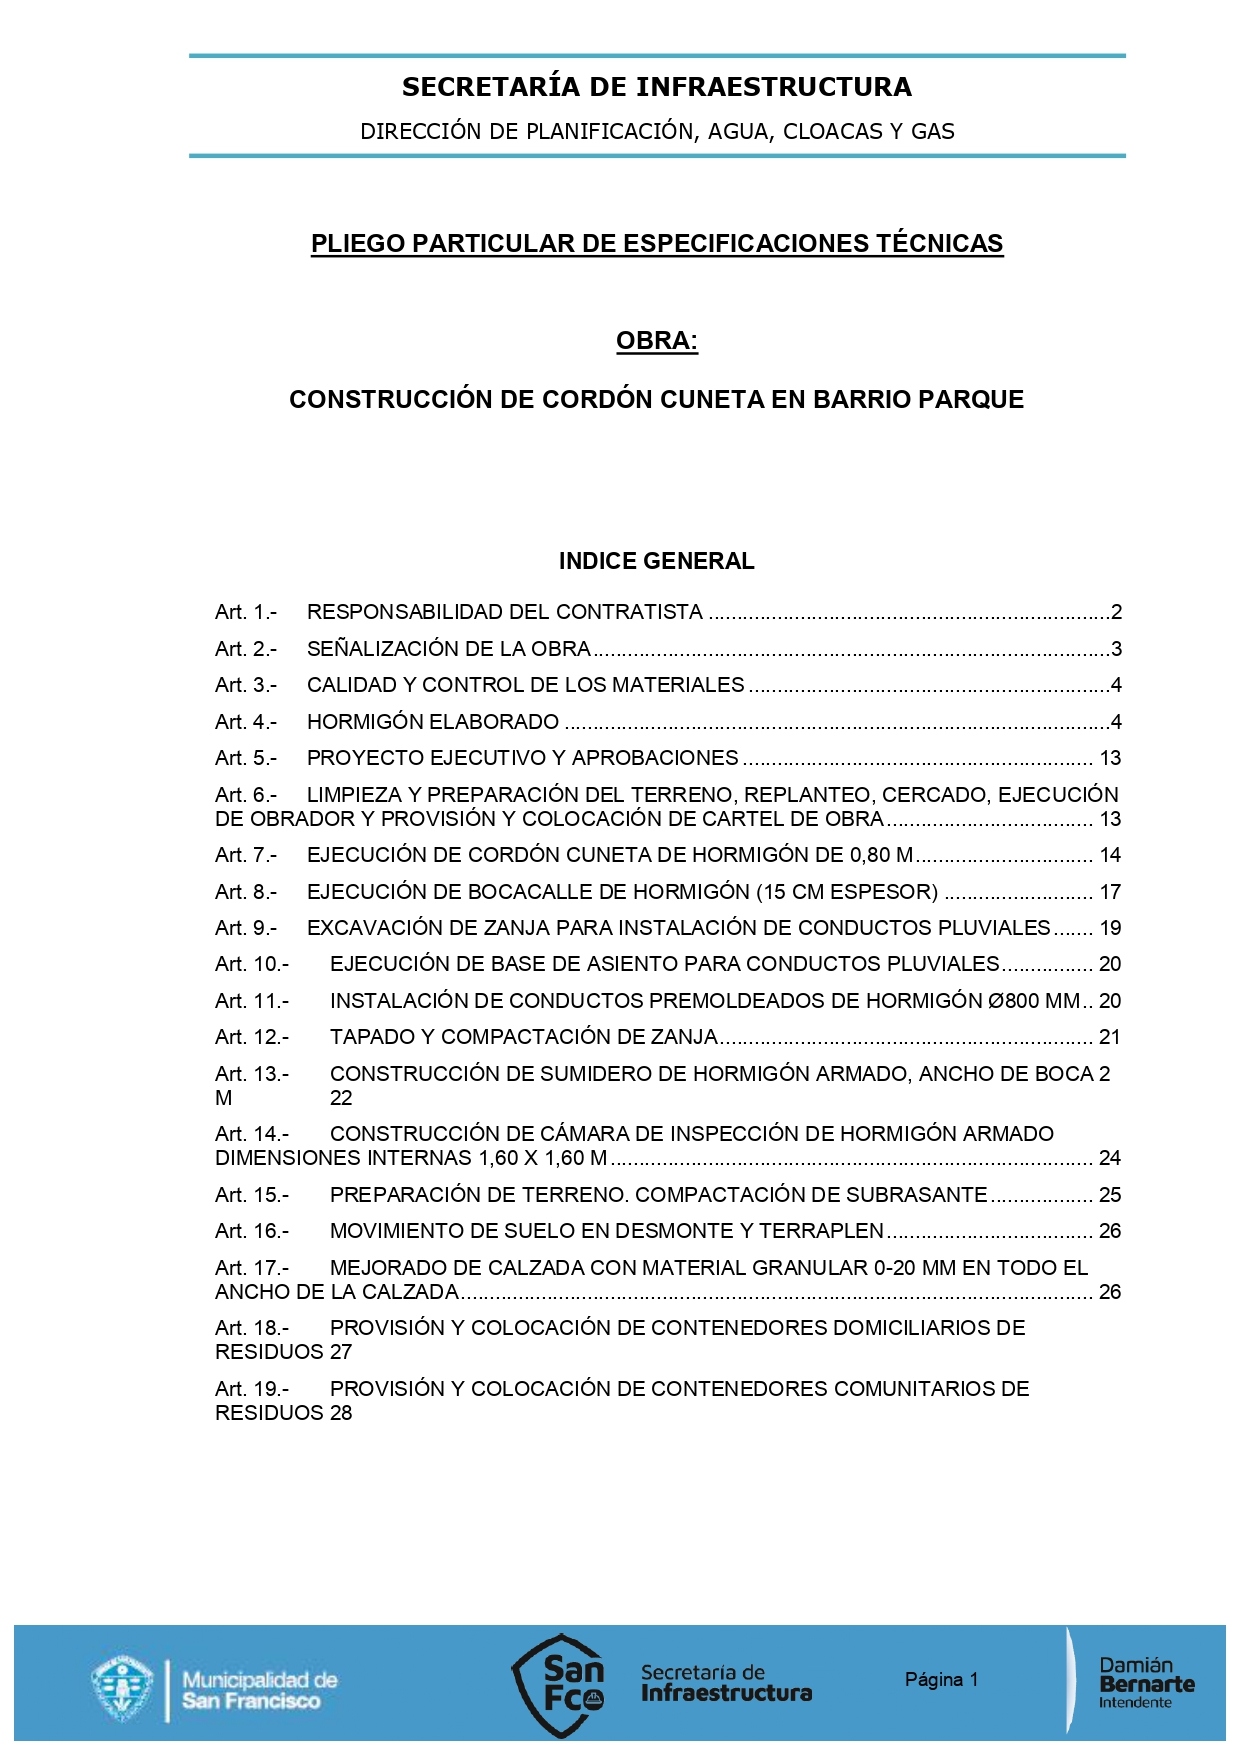 SECRETARÍA DE INFRAESTRUCTURA
DIRECCIÓN DE PLANIFICACIÓN, AGUA, CLOACAS Y GAS
PLIEGO PARTICULAR DE ESPECIFICACIONES TÉCNICAS
OBRA:
CONSTRUCCIÓN DE CORDÓN CUNETA EN BARRIO PARQUE
INDICE GENERAL
Art. 1.- RESPONSABILIDAD DEL CONTRATISTA ........ 2
Art. 2.- SEÑALIZACIÓN DE LA OBRA ........ 3
Art. 3.- CALIDAD Y CONTROL DE LOS MATERIALES ........ 4
Art. 4.- HORMIGÓN ELABORADO ........ 4
Art. 5.- PROYECTO EJECUTIVO Y APROBACIONES ........ 13
Art. 6.- LIMPIEZA Y PREPARACIÓN DEL TERRENO, REPLANTEO, CERCADO, EJECUCIÓN
DE OBRADOR Y PROVISIÓN Y COLOCACIÓN DE CARTEL DE OBRA ........ 13
Art. 7.- EJECUCIÓN DE CORDÓN CUNETA DE HORMIGÓN DE 0,80 M ........ 14
Art. 8.- EJECUCIÓN DE BOCACALLE DE HORMIGÓN (15 CM ESPESOR) ........ 17
Art. 9.- EXCAVACIÓN DE ZANJA PARA INSTALACIÓN DE CONDUCTOS PLUVIALES ....... 19
Art. 10.- EJECUCIÓN DE BASE DE ASIENTO PARA CONDUCTOS PLUVIALES ........ 20
Art. 11.- INSTALACIÓN DE CONDUCTOS PREMOLDEADOS DE HORMIGÓN Ø800 MM .. 20
Art. 12.- TAPADO Y COMPACTACIÓN DE ZANJA ........ 21
Art. 13.- CONSTRUCCIÓN DE SUMIDERO DE HORMIGÓN ARMADO, ANCHO DE BOCA 2
M 22
Art. 14.- CONSTRUCCIÓN DE CÁMARA DE INSPECCIÓN DE HORMIGÓN ARMADO
DIMENSIONES INTERNAS 1,60 X 1,60 M ........ 24
Art. 15.- PREPARACIÓN DE TERRENO. COMPACTACIÓN DE SUBRASANTE ........ 25
Art. 16.- MOVIMIENTO DE SUELO EN DESMONTE Y TERRAPLEN ........ 26
Art. 17.- MEJORADO DE CALZADA CON MATERIAL GRANULAR 0-20 MM EN TODO EL
ANCHO DE LA CALZADA ........ 26
Art. 18.- PROVISIÓN Y COLOCACIÓN DE CONTENEDORES DOMICILIARIOS DE
RESIDUOS 27
Art. 19.- PROVISIÓN Y COLOCACIÓN DE CONTENEDORES COMUNITARIOS DE
RESIDUOS 28
Municipalidad de
San Francisco
San
Fco
Secretaría de
Infraestructura
Página 1
Damián
Bernarte
Intendente